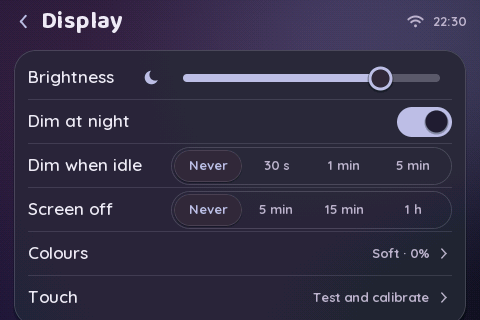 Display
22:30
Brightness
Dim at night
Dim when idle Never 30 s 1 min 5 min
Screen off Never 5 min 15 min 1 h
Colours Soft · 0%
Touch Test and calibrate